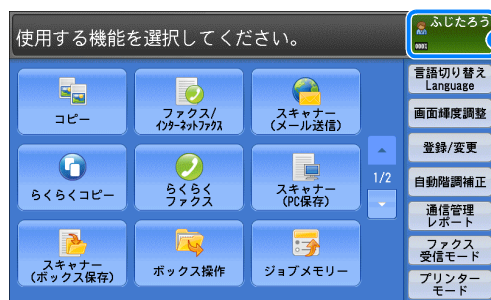 ふじたろう
0001
使用する機能を選択してください。
コピー
ファクス/
インターネットファクス
スキャナー
(メール送信)
らくらくコピー
らくらく
ファクス
スキャナー
(PC保存)
スキャナー
(ボックス保存)
ボックス操作
ジョブメモリー
1/2
言語切り替え
Language
画面輝度調整
登録/変更
自動階調補正
通信管理
レポート
ファクス
受信モード
プリンター
モード